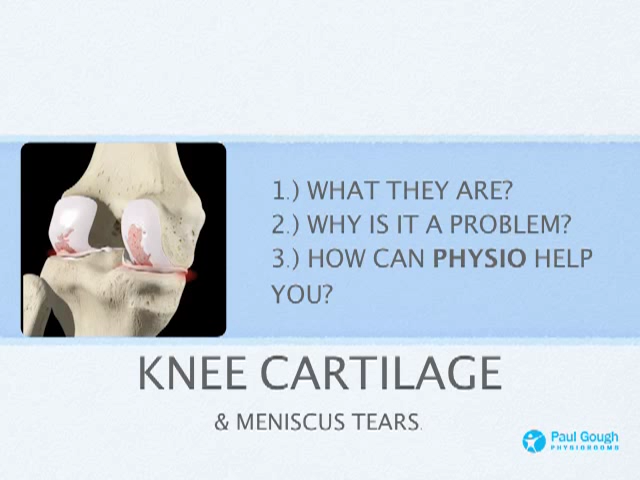 1.) WHAT THEY ARE?
2.) WHY IS IT A PROBLEM?
3.) HOW CAN PHYSIO HELP
YOU?
KNEE CARTILAGE
& MENISCUS TEARS.
Paul Gough
PHYSIOROOMS